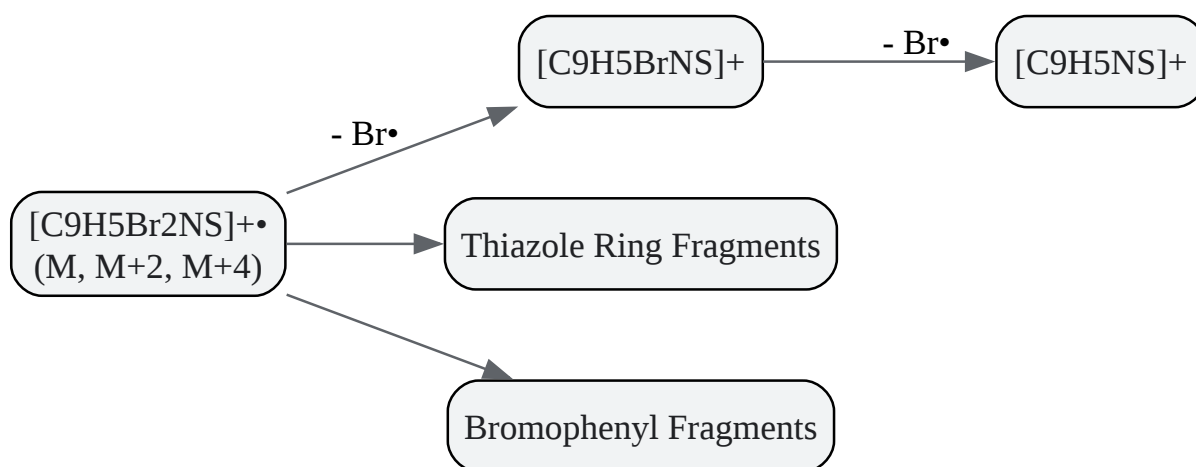 [C9H5BrNS]+
- Br•
[C9H5NS]+
- Br•
[C9H5Br2NS]+•
(M, M+2, M+4)
Thiazole Ring Fragments
Bromophenyl Fragments